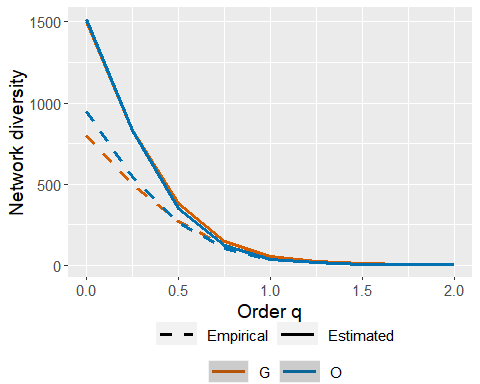 1500
1000
500
0
Network diversity
0.0 0.5 1.0 1.5 2.0
Order q
Empirical Estimated
G O